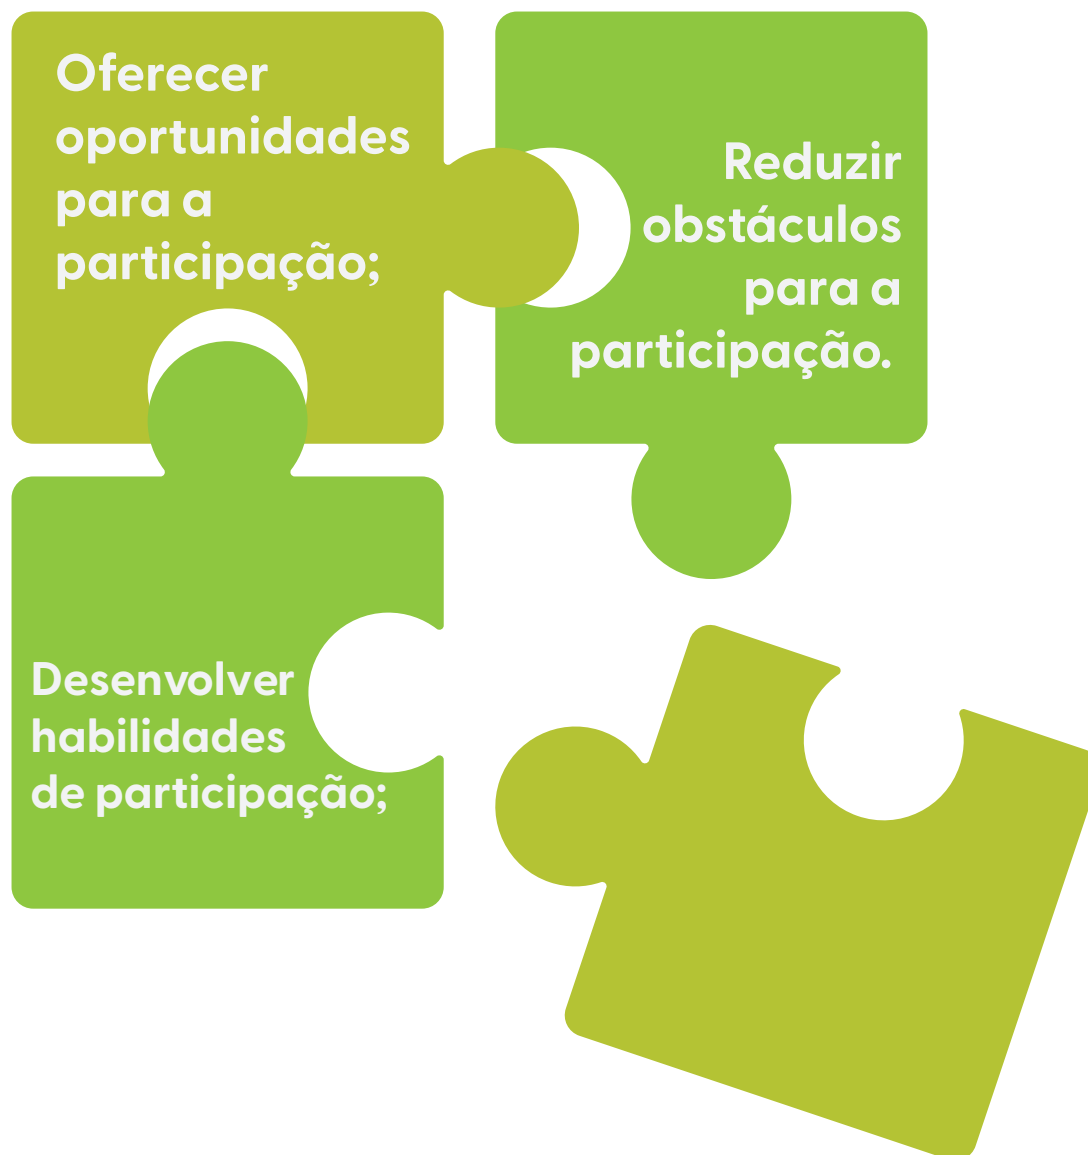 Oferecer
oportunidades
para a
participação;
Reduzir
obstáculos
para a
participação.
Desenvolver
habilidades
de participação;